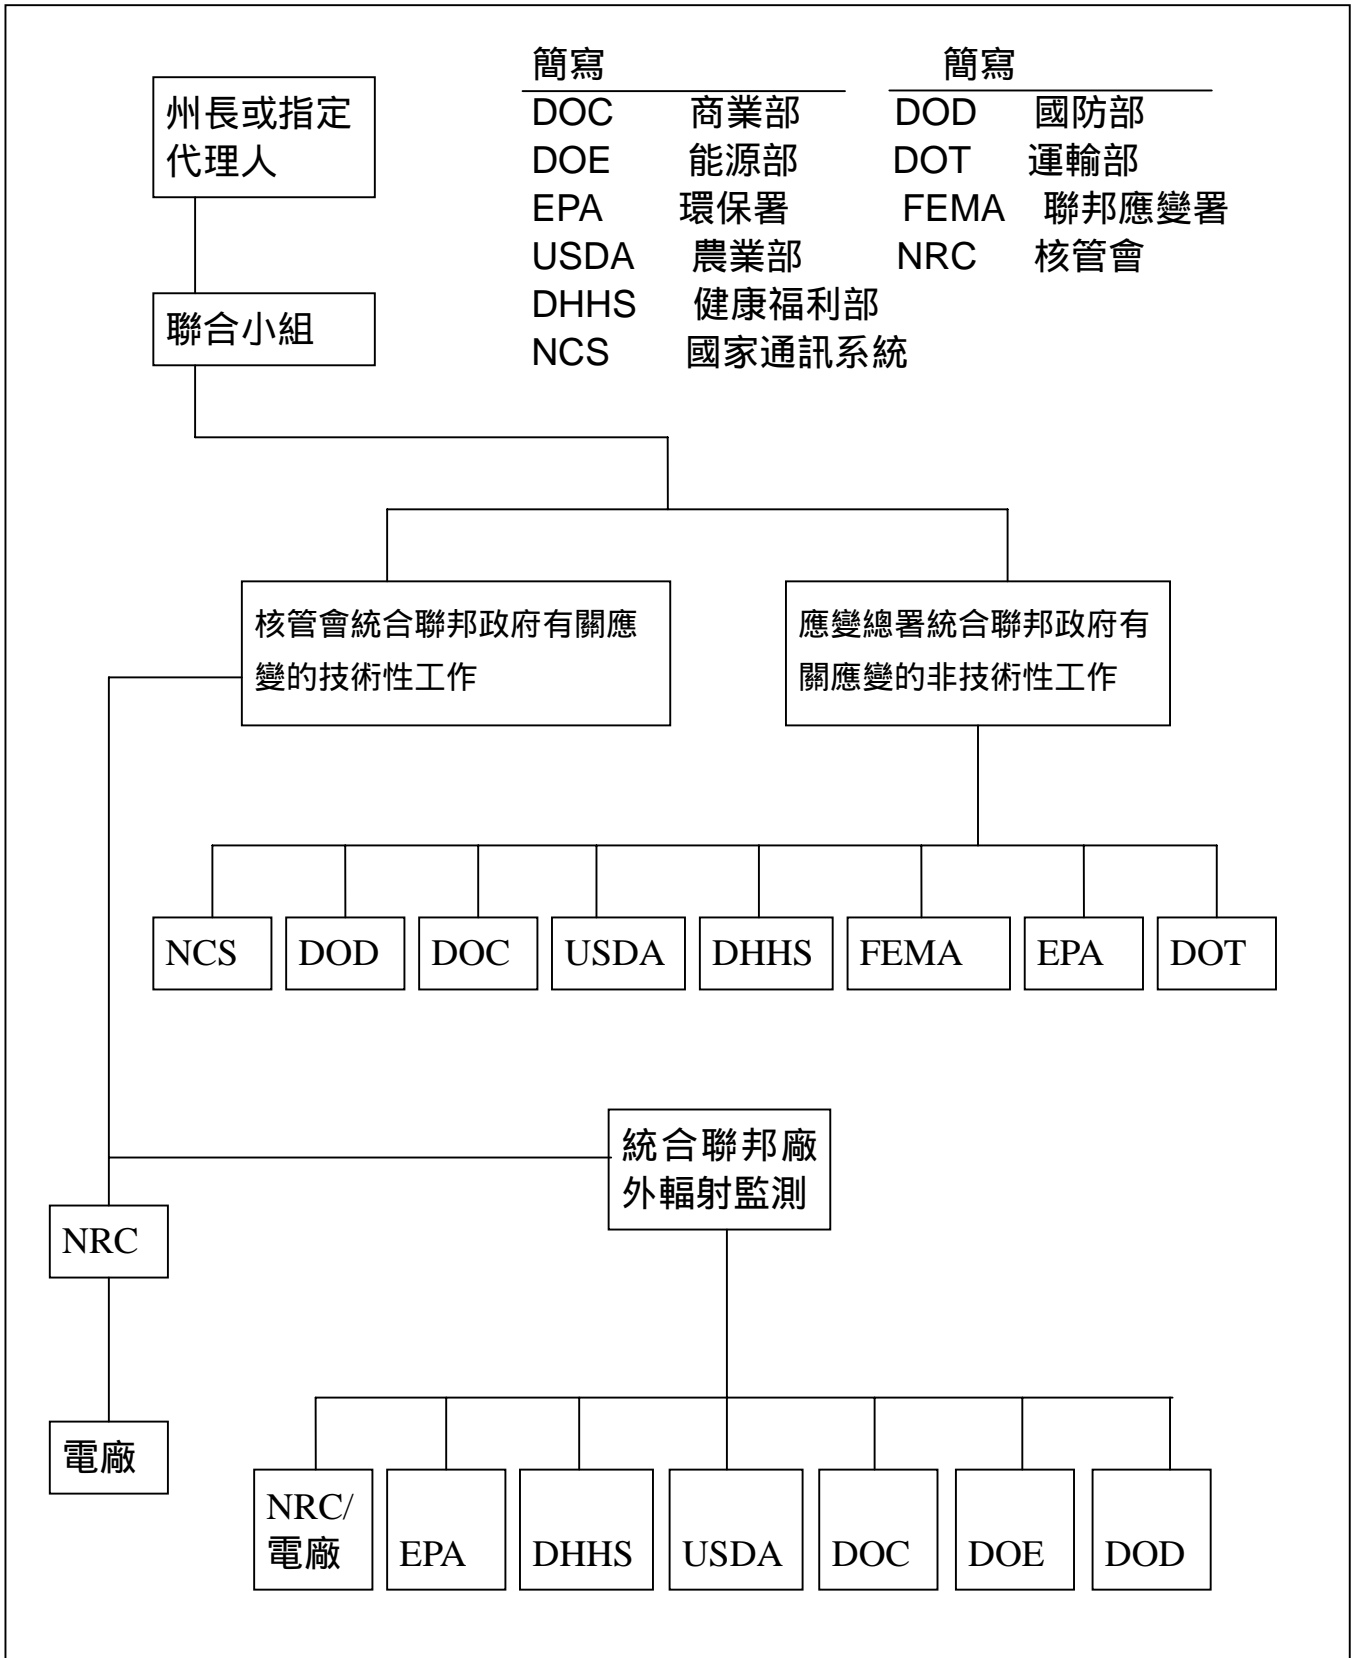 簡寫 簡寫
DOC 商業部 DOD 國防部
DOE 能源部 DOT 運輸部
EPA 環保署 FEMA 聯邦應變署
USDA 農業部 NRC 核管會
DHHS 健康福利部
NCS 國家通訊系統
州長或指定
代理人
聯合小組
核管會統合聯邦政府有關應
變的技術性工作
應變總署統合聯邦政府有
關應變的非技術性工作
NCS DOD DOC USDA DHHS FEMA EPA DOT
統合聯邦廠
外輻射監測
NRC
電廠
NRC/
電廠 EPA DHHS USDA DOC DOE DOD